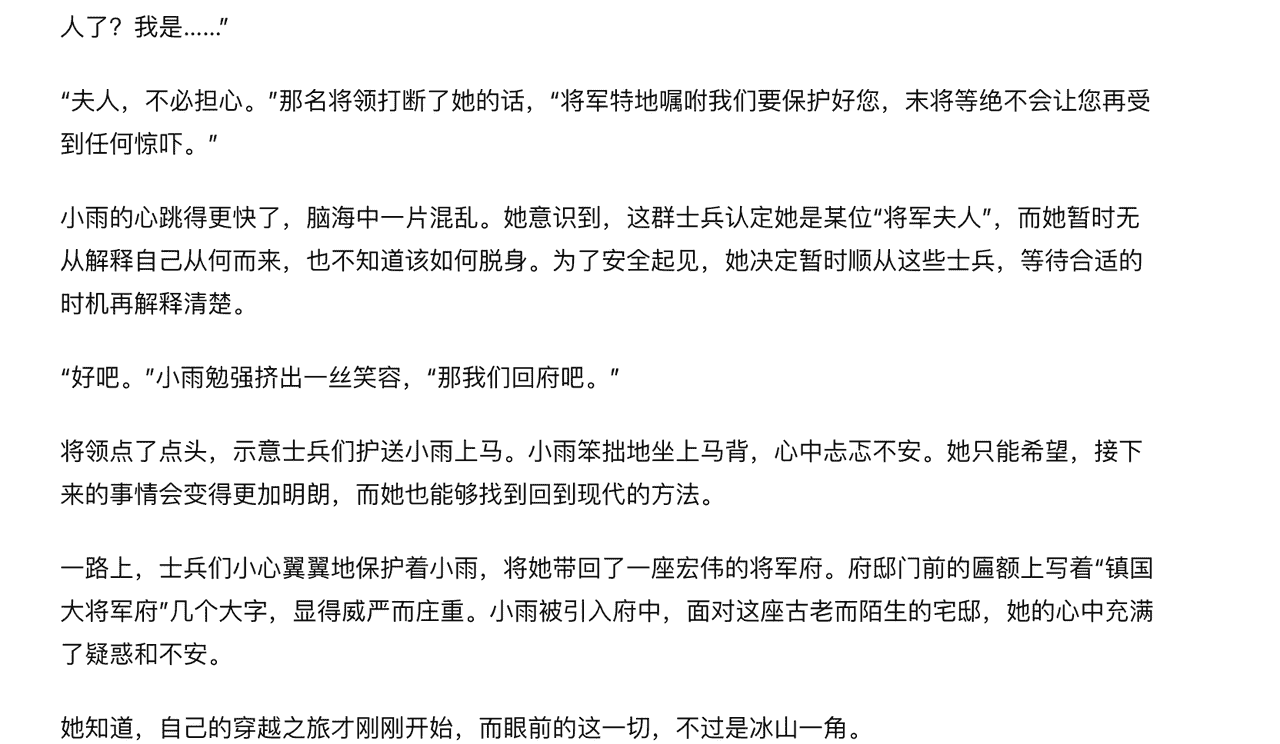 人了？我是……”
“夫人，不必担心。”那名将领打断了她的话，“将军特地嘱咐我们要保护好您，末将等绝不会让您再受
到任何惊吓。”
小雨的心跳得更快了，脑海中一片混乱。她意识到，这群士兵认定她是某位“将军夫人”，而她暂时无
从解释自己从何而来，也不知道该如何脱身。为了安全起见，她决定暂时顺从这些士兵，等待合适的
时机再解释清楚。
“好吧。”小雨勉强挤出一丝笑容，“那我们回府吧。”
将领点了点头，示意士兵们护送小雨上马。小雨笨拙地坐上马背，心中忐忑不安。她只能希望，接下
来的事情会变得更加明朗，而她也能够找到回到现代的方法。
一路上，士兵们小心翼翼地保护着小雨，将她带回了一座宏伟的将军府。府邸门前的匾额上写着“镇国
大将军府”几个大字，显得威严而庄重。小雨被引入府中，面对这座古老而陌生的宅邸，她的心中充满
了疑惑和不安。
她知道，自己的穿越之旅才刚刚开始，而眼前的这一切，不过是冰山一角。